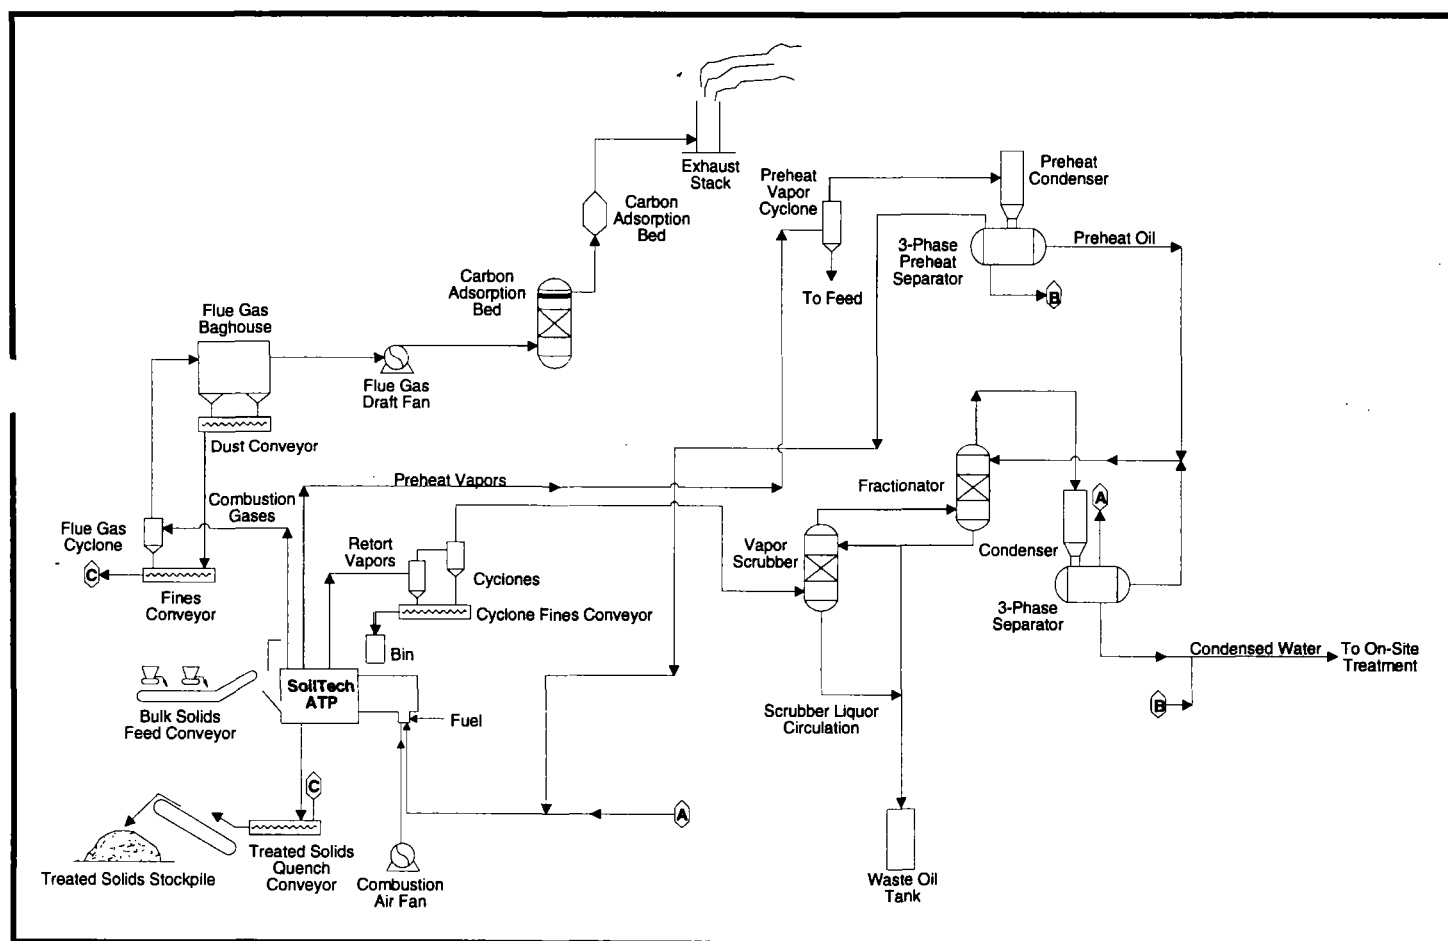 Exhaust
Stack
Preheat
Vapor
Cyclone
Preheat
Condenser
Carbon
Adsorption
Bed
3-Phase
Preheat
Separator
Preheat Oil
B
To Feed
Carbon
Adsorption
Bed
Flue Gas
Baghouse
Flue Gas
Draft Fan
Dust Conveyor
Preheat Vapors
Combustion
Gases
Fractionator
A
Flue Gas
Cyclone
Retort
Vapors
Vapor
Scrubber
Condenser
C
Cyclones
Fines
Conveyor
Cyclone Fines Conveyor
3-Phase
Separator
Bin
Condensed Water
To On-Site
Treatment
SoilTech
ATP
Bulk Solids
Feed Conveyor
Fuel
Scrubber Liquor
Circulation
B
C
A
Treated Solids Stockpile
Treated Solids
Quench
Conveyor
Combustion
Air Fan
Waste Oil
Tank